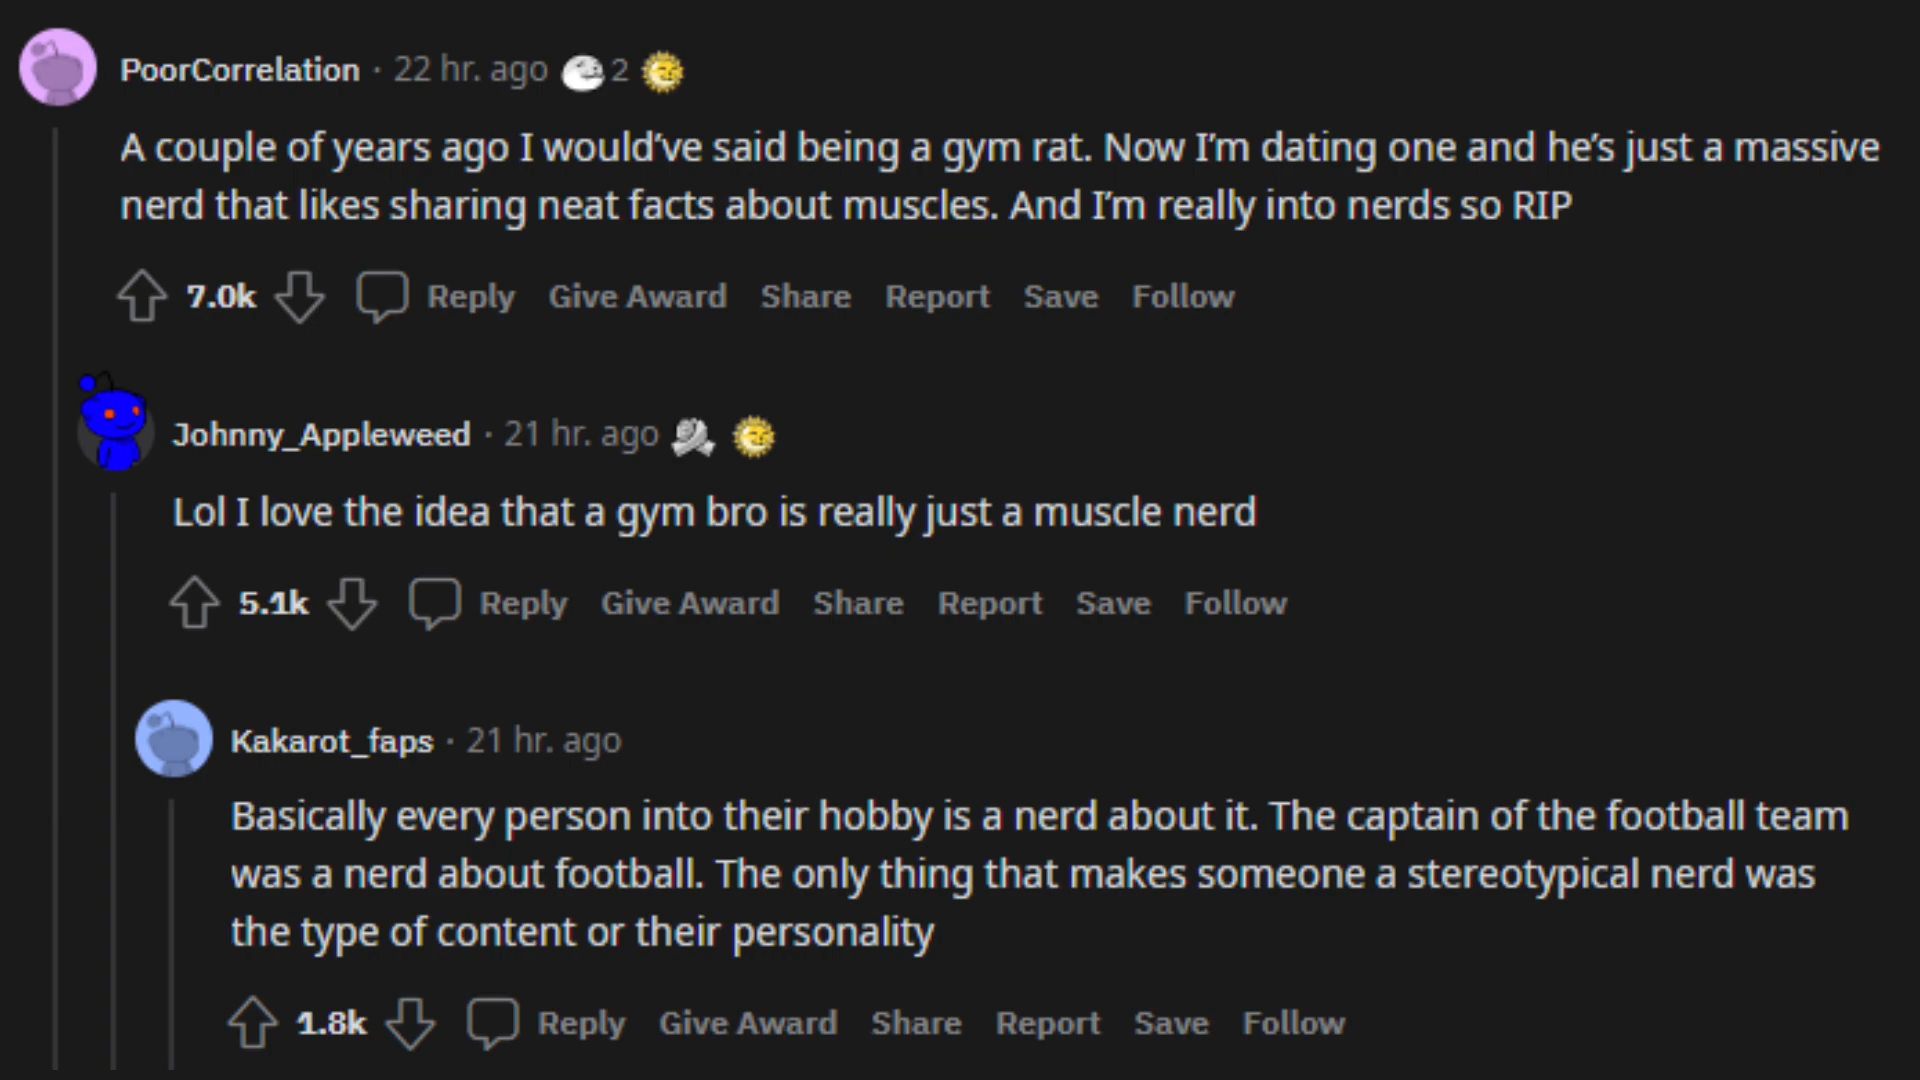 PoorCorrelation · 22 hr. ago 2
A couple of years ago I would’ve said being a gym rat. Now I’m dating one and he’s just a massive
nerd that likes sharing neat facts about muscles. And I’m really into nerds so RIP
7.0k Reply Give Award Share Report Save Follow
Johnny_Appleweed · 21 hr. ago
Lol I love the idea that a gym bro is really just a muscle nerd
5.1k Reply Give Award Share Report Save Follow
Kakarot_faps · 21 hr. ago
Basically every person into their hobby is a nerd about it. The captain of the football team
was a nerd about football. The only thing that makes someone a stereotypical nerd was
the type of content or their personality
1.8k Reply Give Award Share Report Save Follow